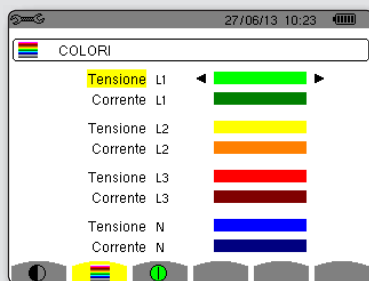 27/06/13 10:23
COLORI
Tensione L1
Corrente L1
Tensione L2
Corrente L2
Tensione L3
Corrente L3
Tensione N
Corrente N